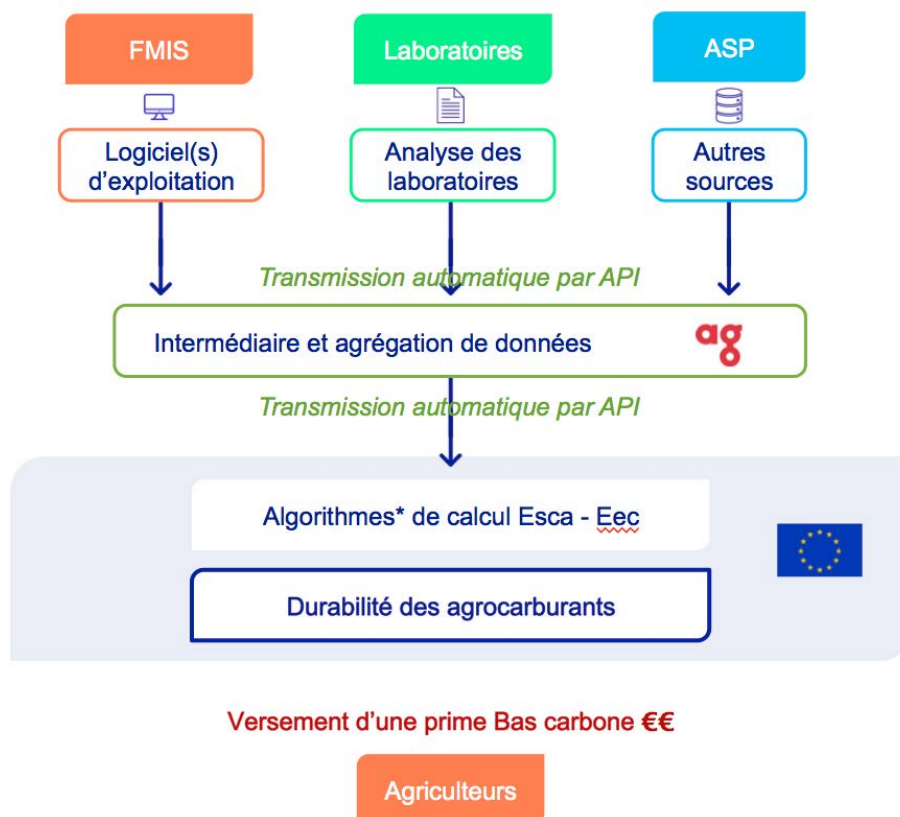 FMIS
Laboratoires
ASP
Logiciel(s)
d'exploitation
Analyse des
laboratoires
Autres
sources
Transmission automatique par API
Intermédiaire et agrégation de données
ag
Transmission automatique par API
Algorithmes* de calcul Esca - Eec
Durabilité des agrocarburants
Versement d'une prime Bas carbone €€
Agriculteurs